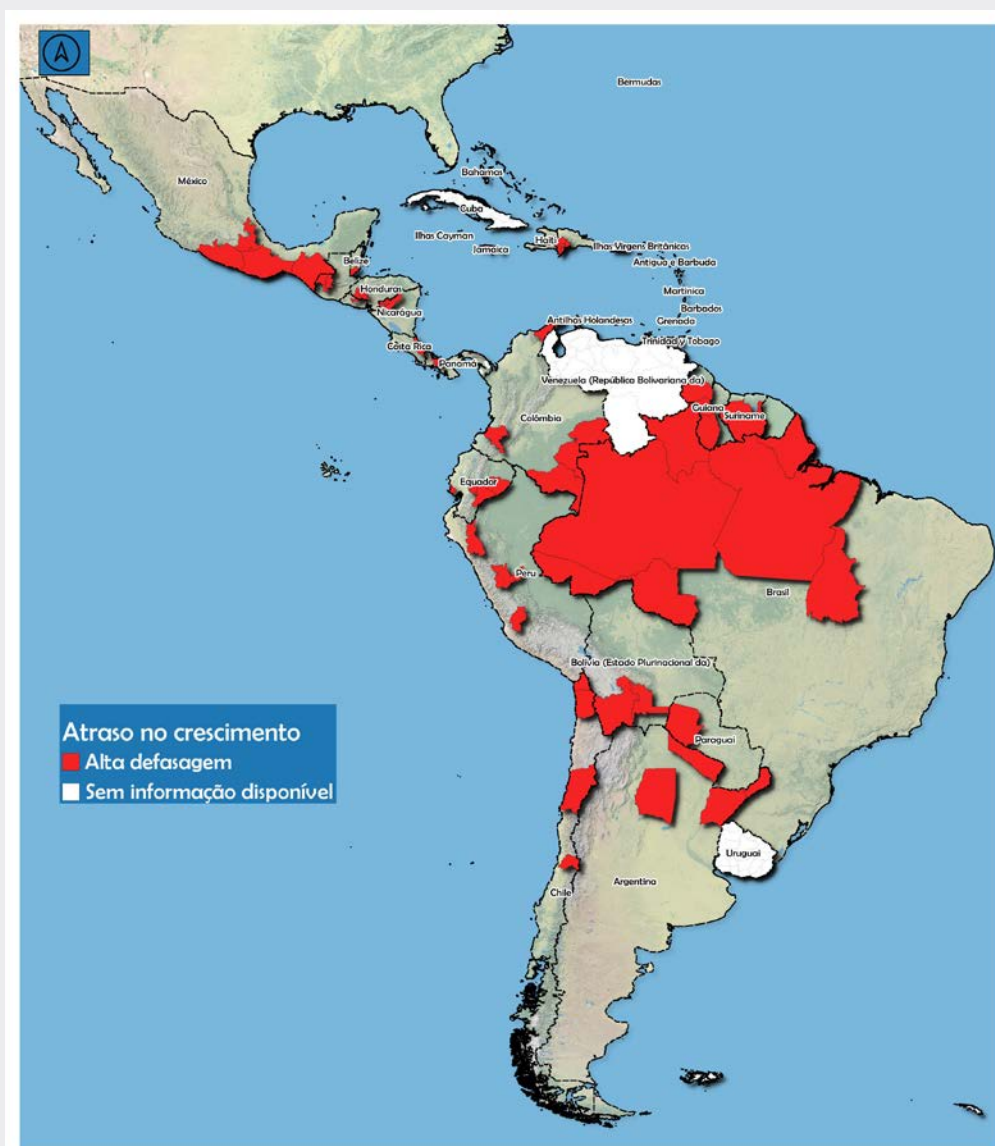 Bermudas
México
Bahamas
Cuba
Ilhas Cayman
Haiti
Jamaica
Ilhas Virgens Britânicas
Belize
Antigua e Barbuda
Honduras
Martinica
Nicarágua
Barbados
Antilhas Holandesas
Granada
Costa Rica
Trinidad y Tobago
Panamá
Venezuela (República Bolivariana da)
Guiana
Colômbia
Suriname
Equador
Peru
Brasil
Bolívia (Estado Plurinacional da)
Paraguai
Atraso no crescimento
Alta defasagem
Sem informação disponível
Uruguai
Argentina
Chile